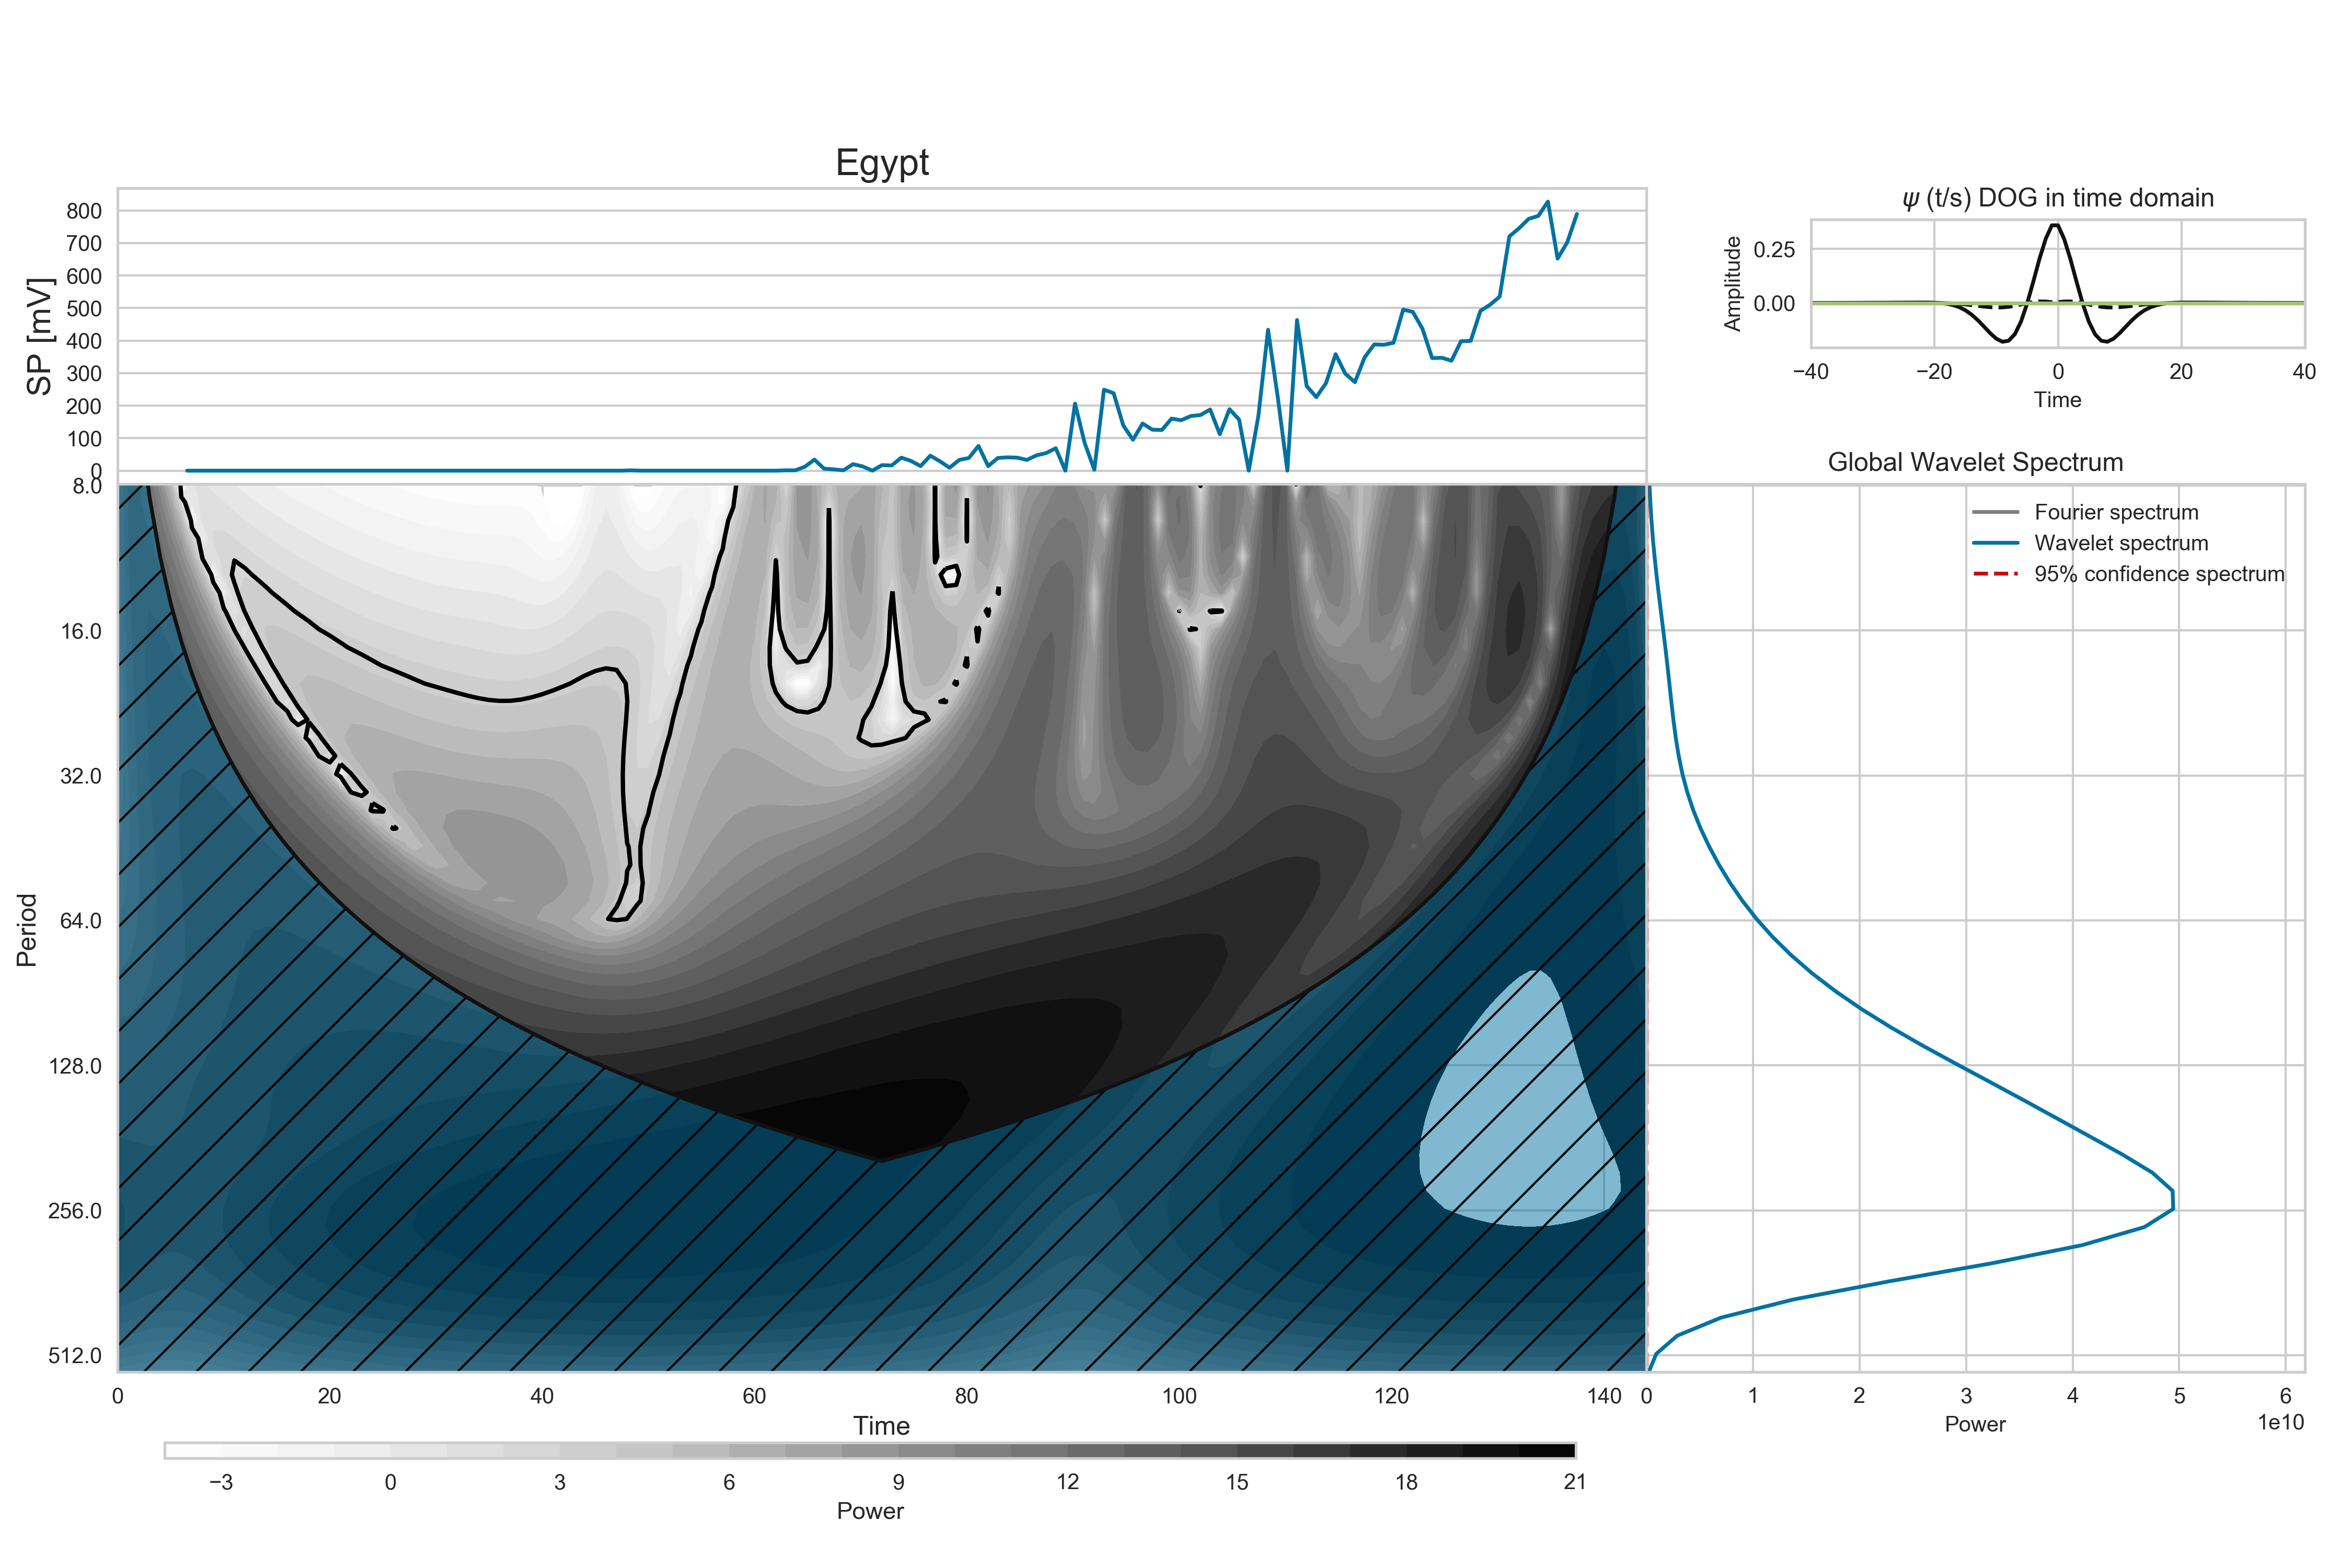 Egypt
SP [mV]
800
700
600
500
400
300
200
100
0
ψ (t/s) DOG in time domain
Amplitude
0.25
0.00
−40 −20 0 20 40
Time
Period
8.0
16.0
32.0
64.0
128.0
256.0
512.0
0 20 40 60 80 100 120 140
Time
Global Wavelet Spectrum
Fourier spectrum
Wavelet spectrum
95% confidence spectrum
0 1 2 3 4 5 6
1e10
Power
−3 0 3 6 9 12 15 18 21
Power